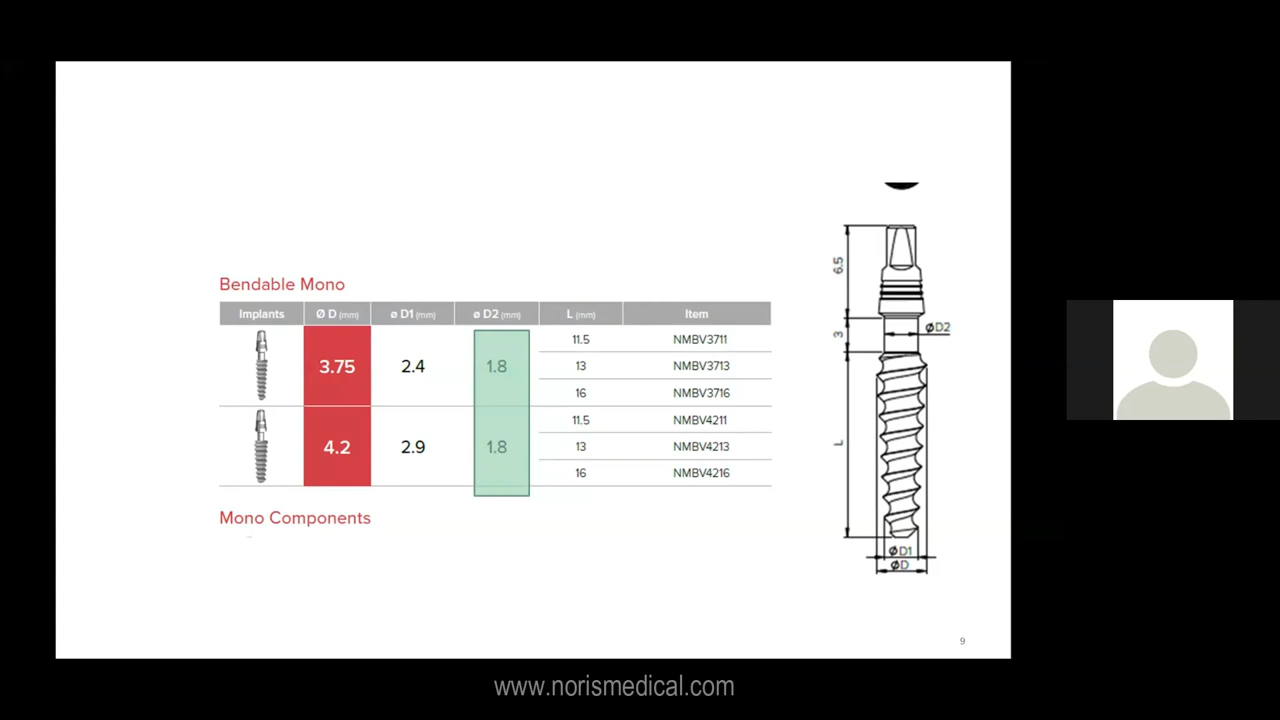 Bendable Mono
Implants Ø D (mm) ø D1 (mm) ø D2 (mm) L (mm) Item
3.75 2.4 1.8
11.5 NMBV3711
13 NMBV3713
16 NMBV3716
4.2 2.9 1.8
11.5 NMBV4211
13 NMBV4213
16 NMBV4216
Mono Components
6.5
3
ØD2
L
ØD1
ØD
9
www.norismedical.com